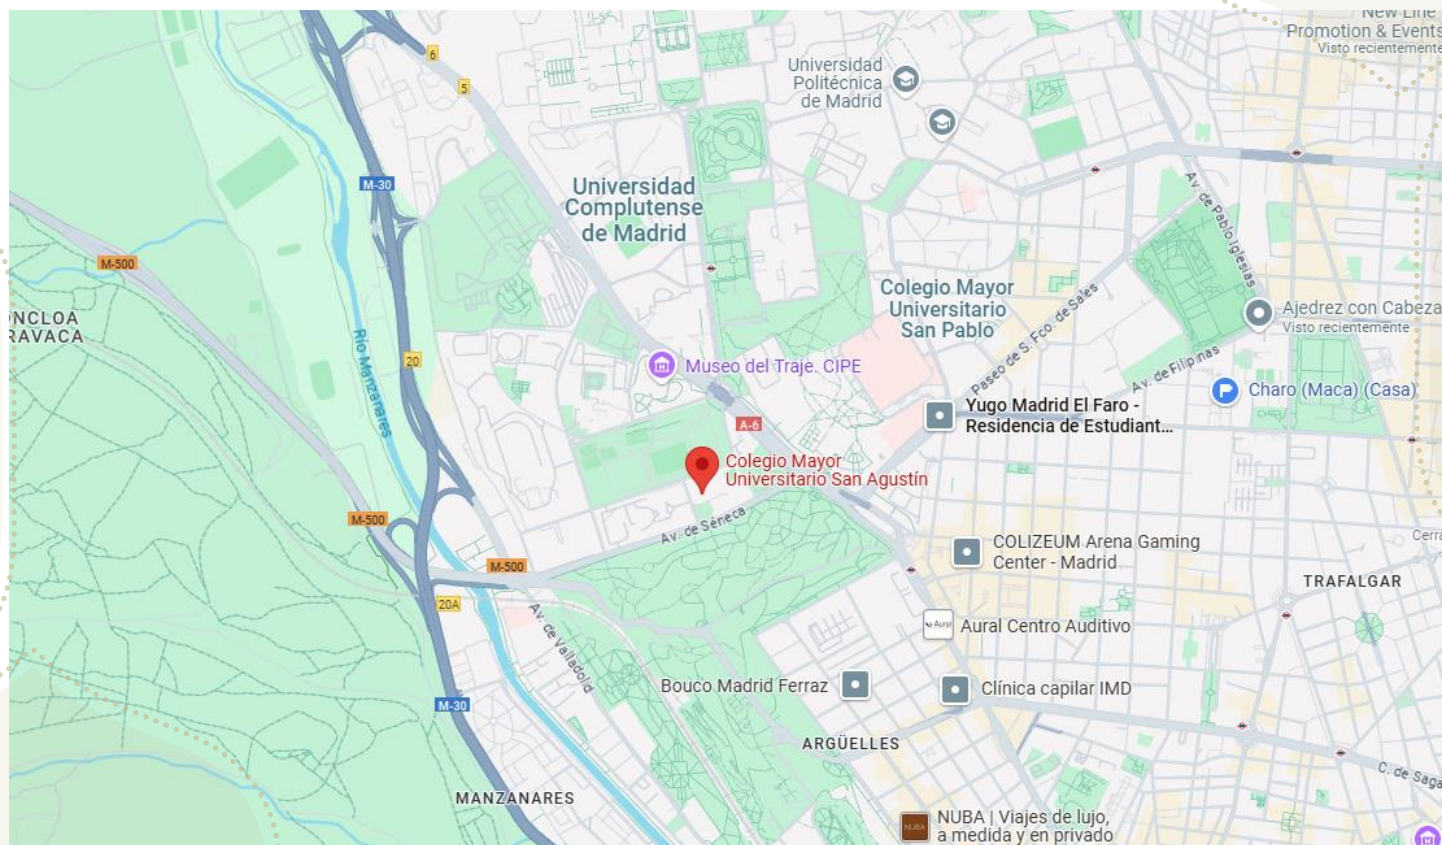 New Line
Promotion & Events
Visto recientemente
6
5
Universidad
Politécnica
de Madrid
M-30
Universidad
Complutense
de Madrid
Av. de Pablo Iglesias
M-500
Colegio Mayor
Universitario
San Pablo
Ajedrez con Cabeza
Visto recientemente
ONCLOA
RAVACA
Río Manzanares
20
Museo del Traje. CIPE
Paseo de S. Fco. de Sales
Av. de Filipinas
Charo (Maca) (Casa)
Yugo Madrid El Faro -
Residencia de Estudiant...
A-6
Colegio Mayor
Universitario San Agustín
M-500
Av. de Séneca
COLIZEUM Arena Gaming
Center - Madrid
Cerra
M-500
TRAFALGAR
20A
Av. de Valladolid
Aural
Aural Centro Auditivo
Bouco Madrid Ferraz
Clínica capilar IMD
M-30
ARGÜELLES
C. de Saga
MANZANARES
NUBA
NUBA | Viajes de lujo,
a medida y en privado